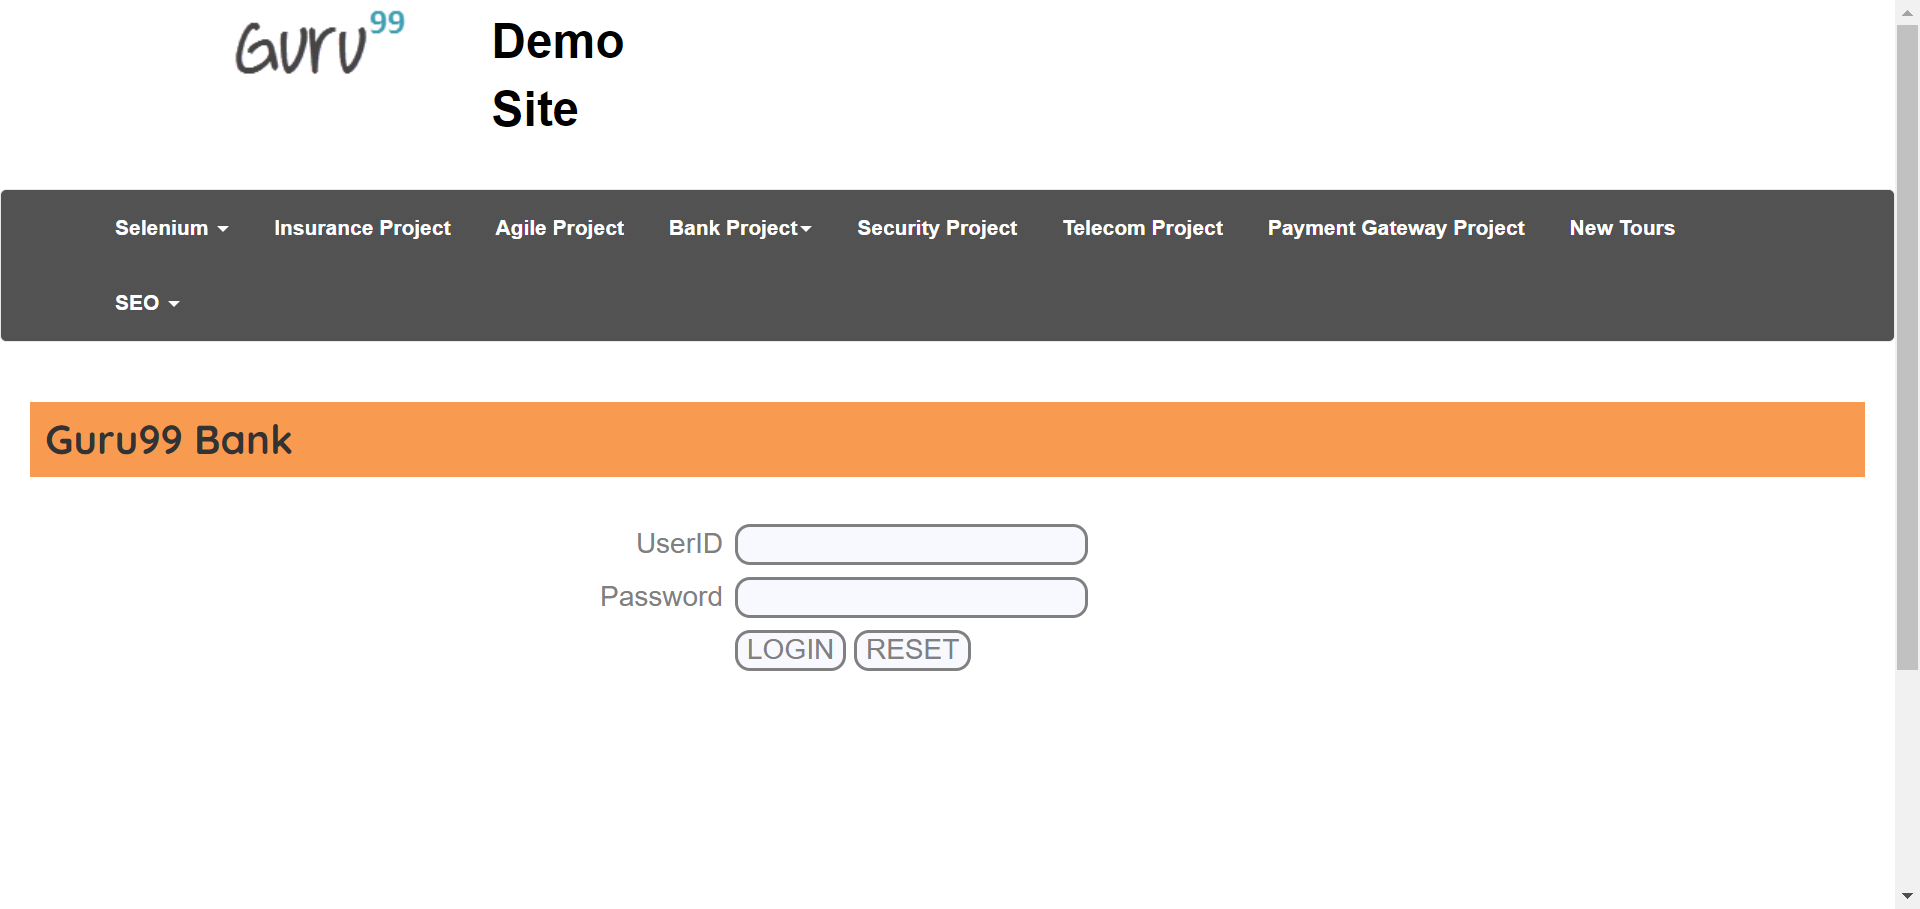 Guru99
Demo
Site
Selenium Insurance Project Agile Project Bank Project Security Project Telecom Project Payment Gateway Project New Tours
SEO
Guru99 Bank
UserID
Password
LOGIN RESET